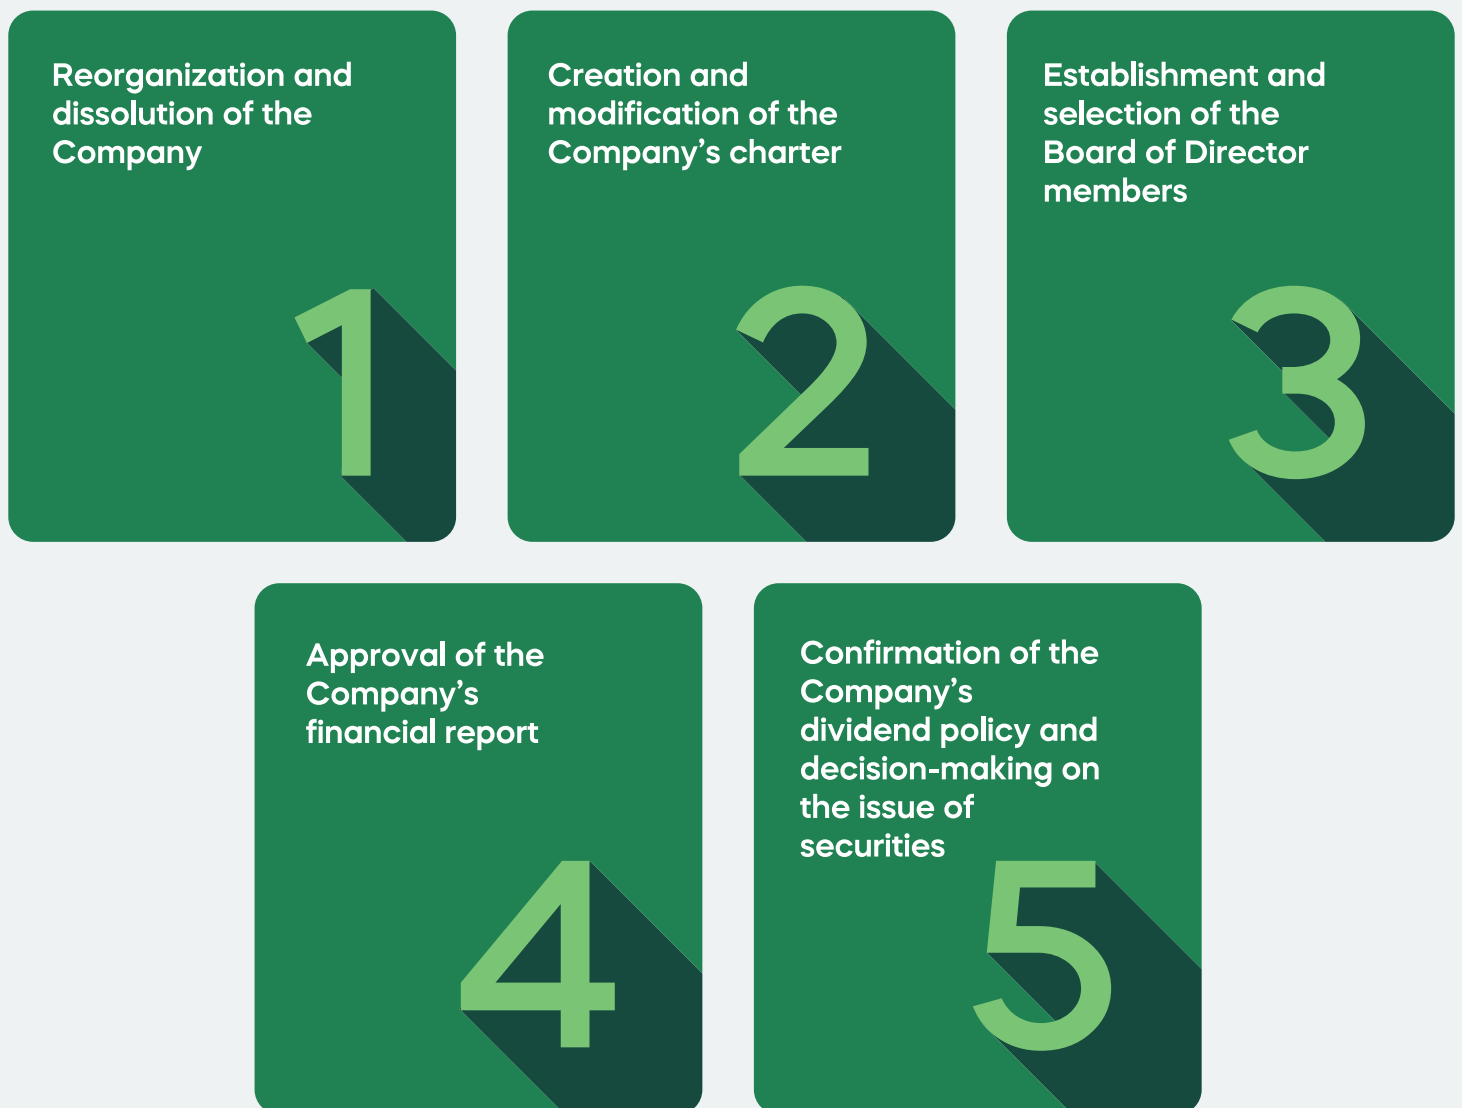 Reorganization and
dissolution of the
Company
1
Creation and
modification of the
Company's charter
2
Establishment and
selection of the
Board of Director
members
3
Approval of the
Company's
financial report
4
Confirmation of the
Company's
dividend policy and
decision-making on
the issue of
securities
5